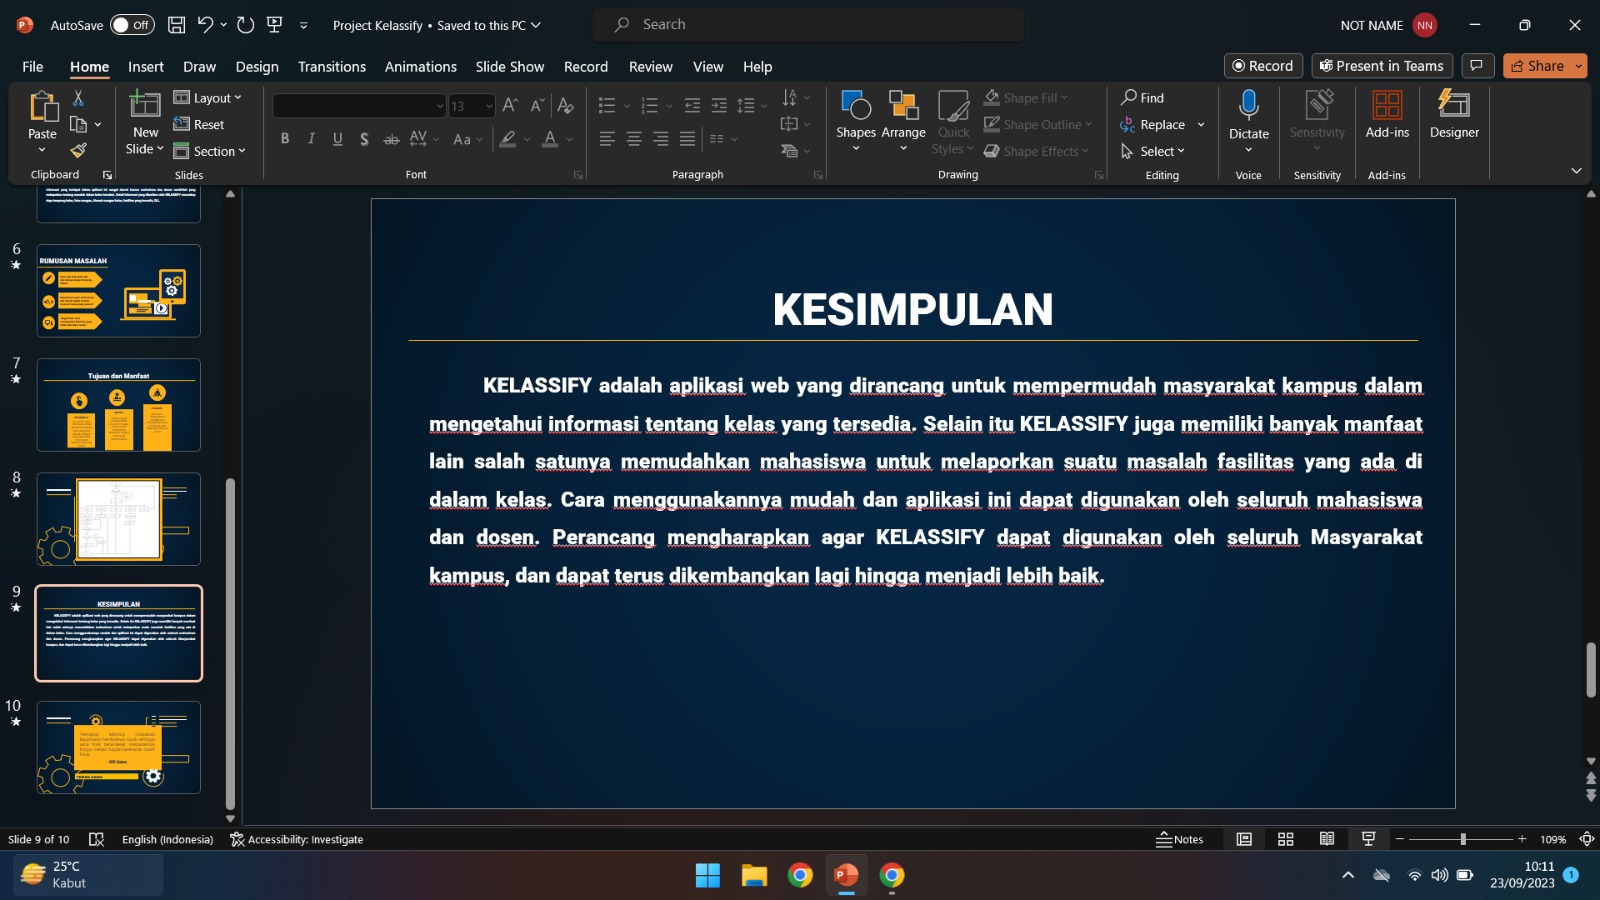 AutoSave Off Project Kelassify • Saved to this PC Search NOT NAME NN
File Home Insert Draw Design Transitions Animations Slide Show Record Review View Help Record Present in Teams Share
Paste
Clipboard
New Slide
Layout
Reset
Section
Slides
13
B I U S ab AV Aa A
Font
Paragraph
Shapes
Arrange
Quick Styles
Shape Fill
Shape Outline
Shape Effects
Drawing
Find
Replace
Select
Editing
Dictate
Voice
Sensitivity
Sensitivity
Add-ins
Add-ins
Designer
6
RUMUSAN MASALAH
7
Tujuan dan Manfaat
8
9
KESIMPULAN
10
KESIMPULAN
KELASSIFY adalah aplikasi web yang dirancang untuk mempermudah masyarakat kampus dalam
mengetahui informasi tentang kelas yang tersedia. Selain itu KELASSIFY juga memiliki banyak manfaat
lain salah satunya memudahkan mahasiswa untuk melaporkan suatu masalah fasilitas yang ada di
dalam kelas. Cara menggunakannya mudah dan aplikasi ini dapat digunakan oleh seluruh mahasiswa
dan dosen. Perancang mengharapkan agar KELASSIFY dapat digunakan oleh seluruh Masyarakat
kampus, dan dapat terus dikembangkan lagi hingga menjadi lebih baik.
Slide 9 of 10 English (Indonesia) Accessibility: Investigate Notes 109%
25°C
Kabut
10:11
23/09/2023
1